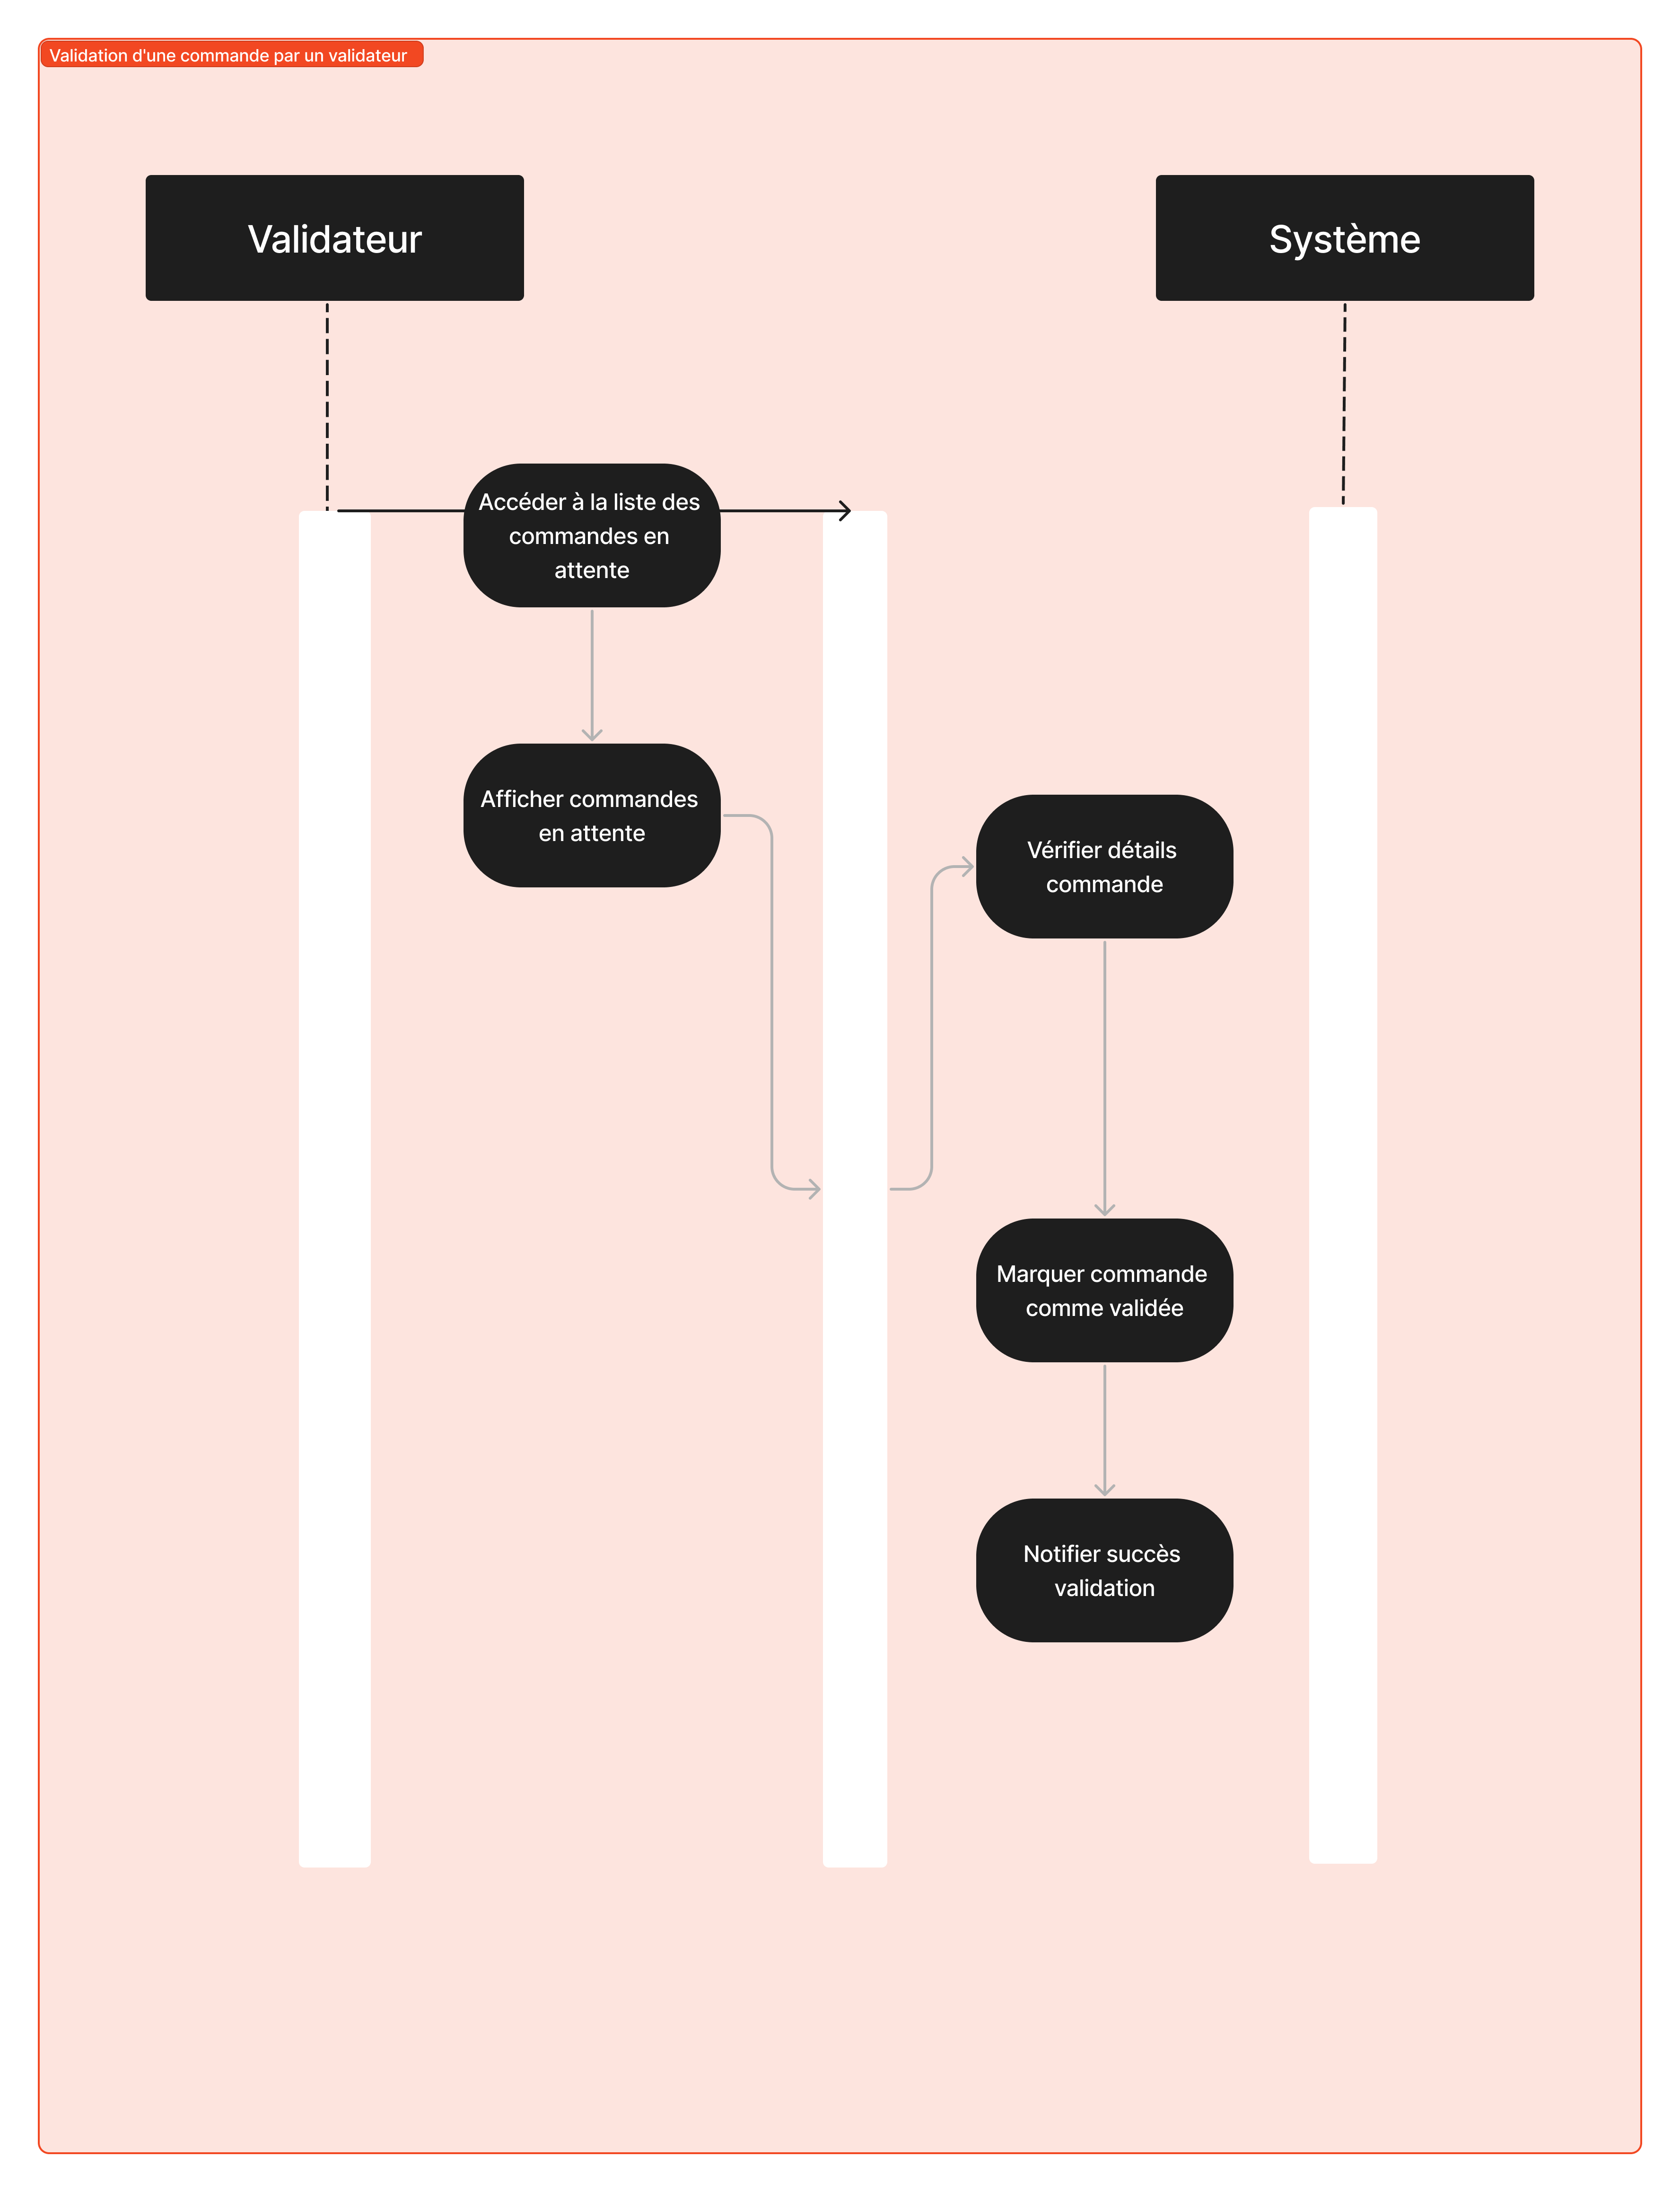 Validation d'une commande par un validateur
Validateur
Système
Accéder à la liste des
commandes en
attente
Afficher commandes
en attente
Vérifier détails
commande
Marquer commande
comme validée
Notifier succès
validation